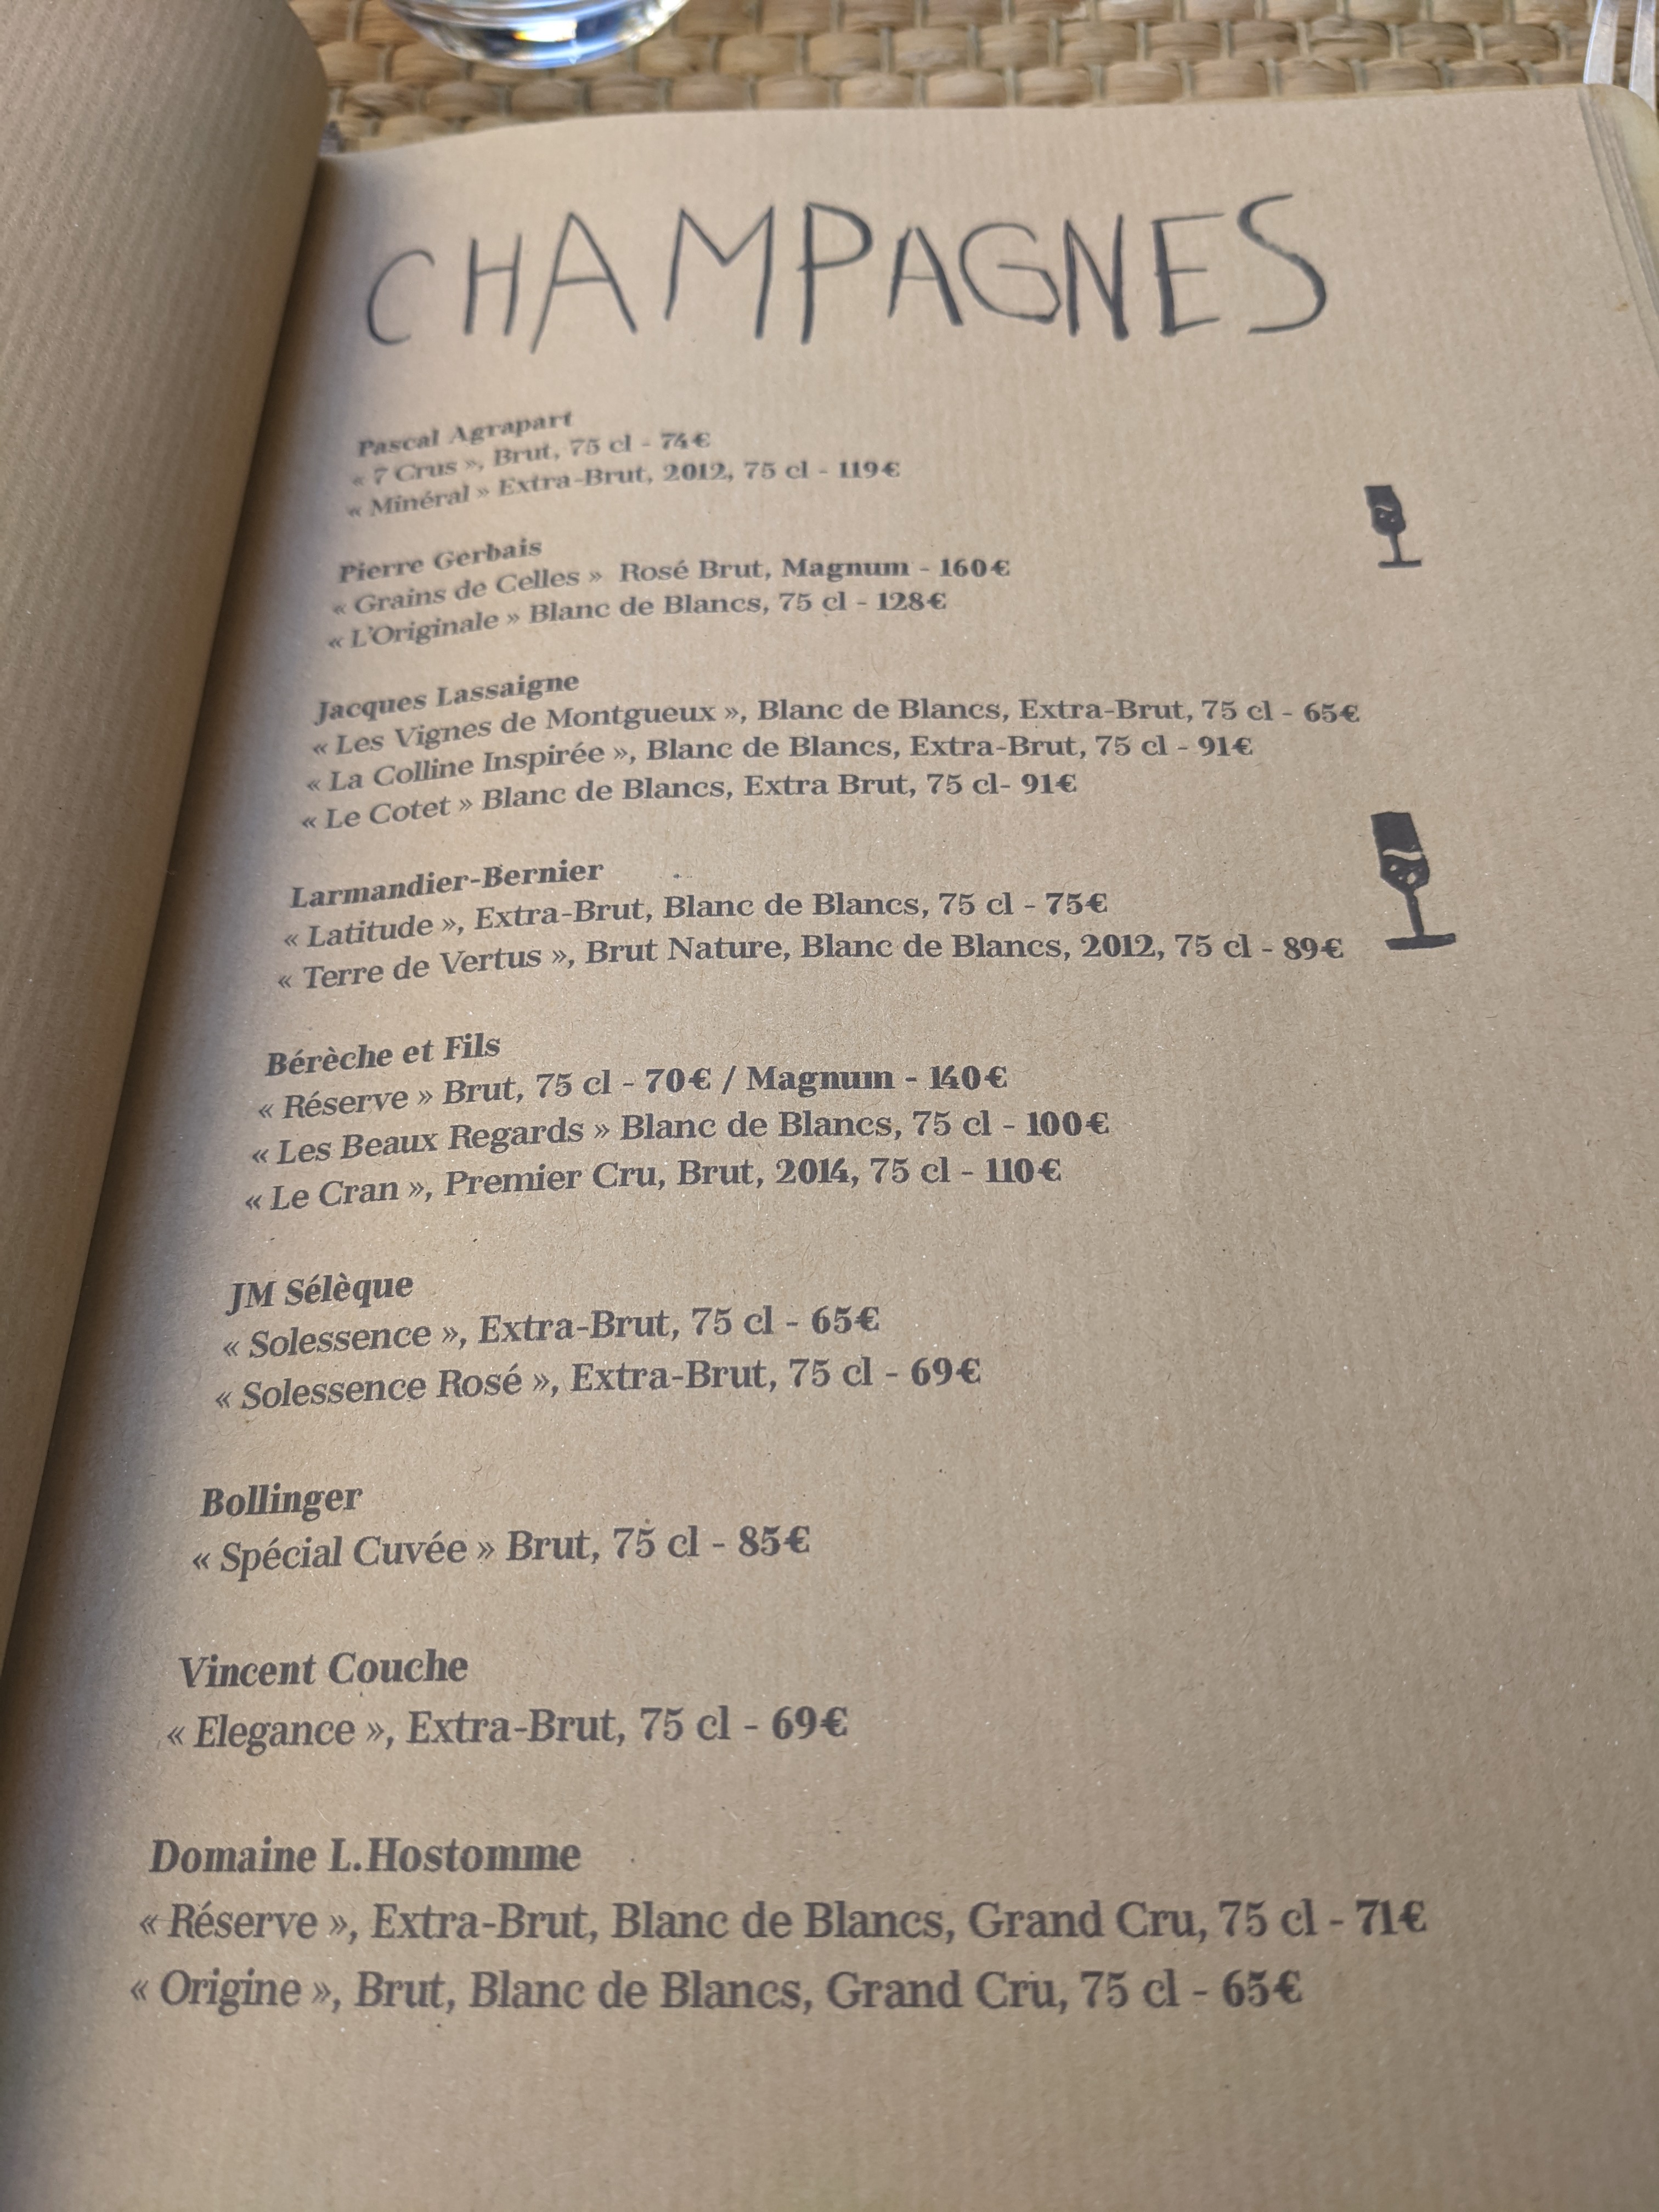 CHAMPAGNES
Pascal Agrapart
« 7 Crus », Brut, 75 cl - 74€
« Minéral » Extra-Brut, 2012, 75 cl - 119€
Pierre Gerbais
« Grains de Celles » Rosé Brut, Magnum - 160€
« L'Originale » Blanc de Blancs, 75 cl - 128€
Jacques Lassaigne
« Les Vignes de Montgueux », Blanc de Blancs, Extra-Brut, 75 cl - 65€
« La Colline Inspirée », Blanc de Blancs, Extra-Brut, 75 cl - 91€
« Le Cotet » Blanc de Blancs, Extra Brut, 75 cl- 91€
Larmandier-Bernier
« Latitude », Extra-Brut, Blanc de Blancs, 75 cl - 75€
« Terre de Vertus », Brut Nature, Blanc de Blancs, 2012, 75 cl - 89€
Bérèche et Fils
« Réserve » Brut, 75 cl - 70€ / Magnum - 140€
« Les Beaux Regards » Blanc de Blancs, 75 cl - 100€
« Le Cran », Premier Cru, Brut, 2014, 75 cl - 110€
JM Sélèque
« Solessence », Extra-Brut, 75 cl - 65€
« Solessence Rosé », Extra-Brut, 75 cl - 69€
Bollinger
« Spécial Cuvée » Brut, 75 cl - 85€
Vincent Couche
« Elegance », Extra-Brut, 75 cl - 69€
Domaine L.Hostomme
« Réserve », Extra-Brut, Blanc de Blancs, Grand Cru, 75 cl - 71€
« Origine », Brut, Blanc de Blancs, Grand Cru, 75 cl - 65€